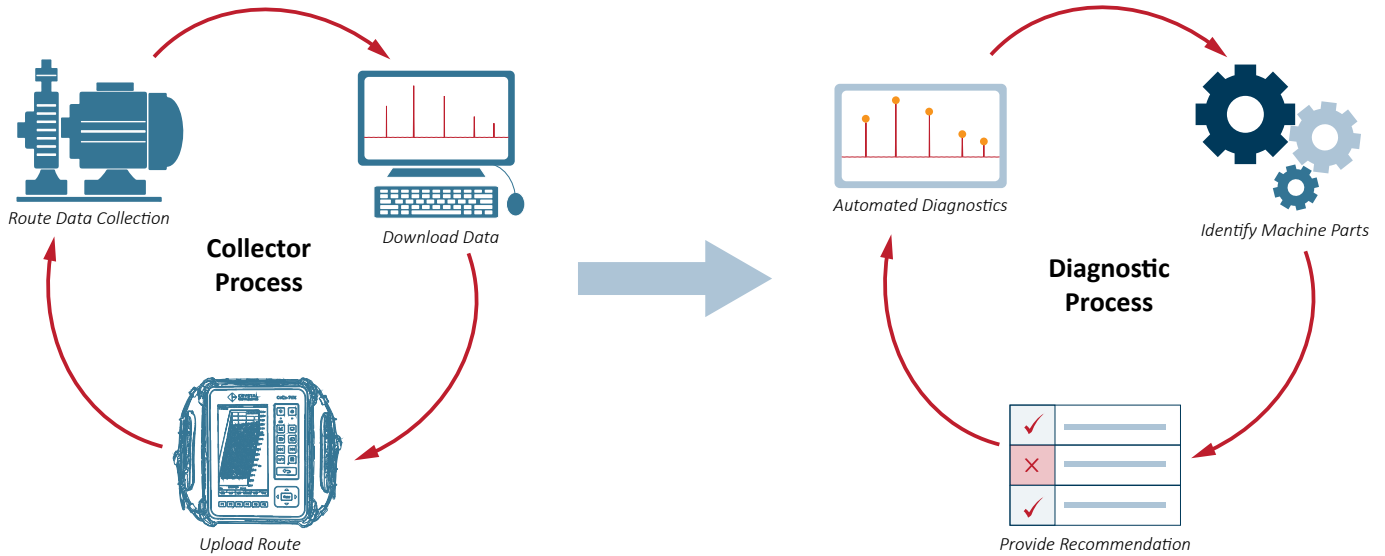 Route Data Collection
Download Data
Collector
Process
Upload Route
Automated Diagnostics
Identify Machine Parts
Diagnostic
Process
Provide Recommendation